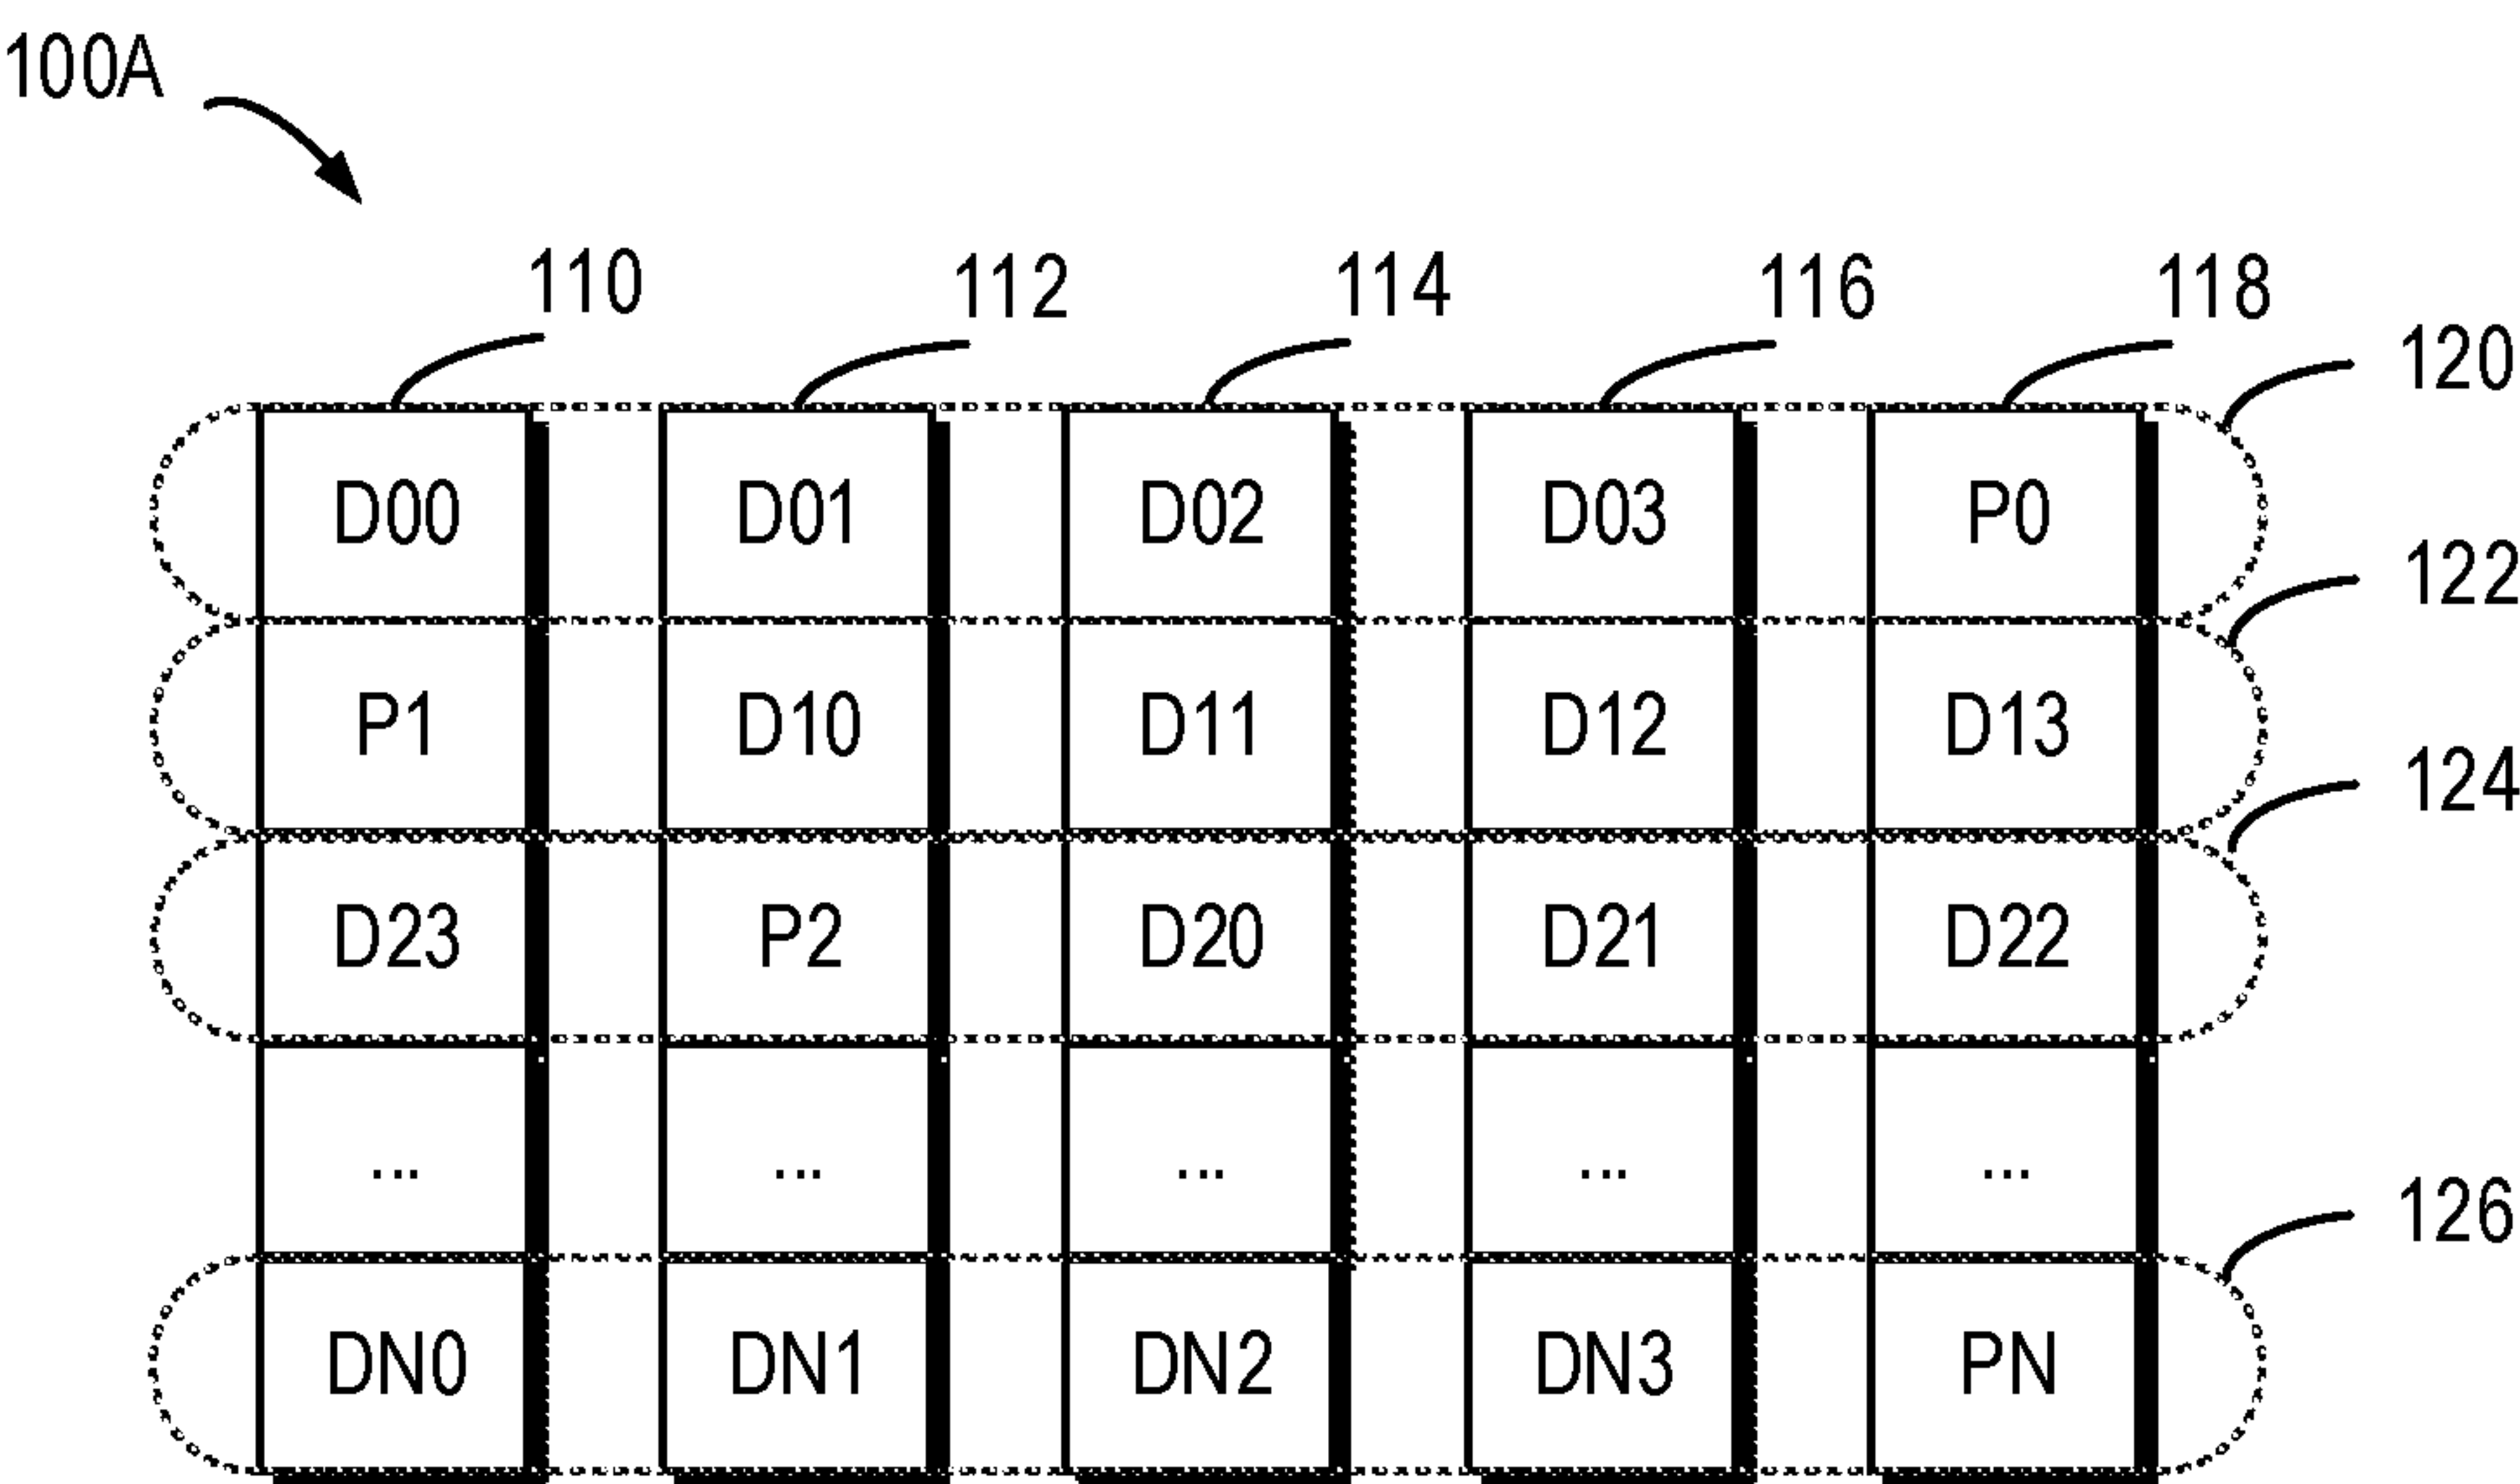 100A
110 112 114 116 118
120
D00 D01 D02 D03 P0
122
P1 D10 D11 D12 D13
124
D23 P2 D20 D21 D22
... ... ... ... ...
126
DN0 DN1 DN2 DN3 PN